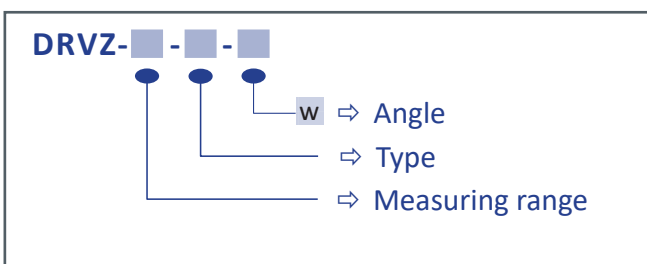 DRVZ- - -
w ⇨ Angle
⇨ Type
⇨ Measuring range